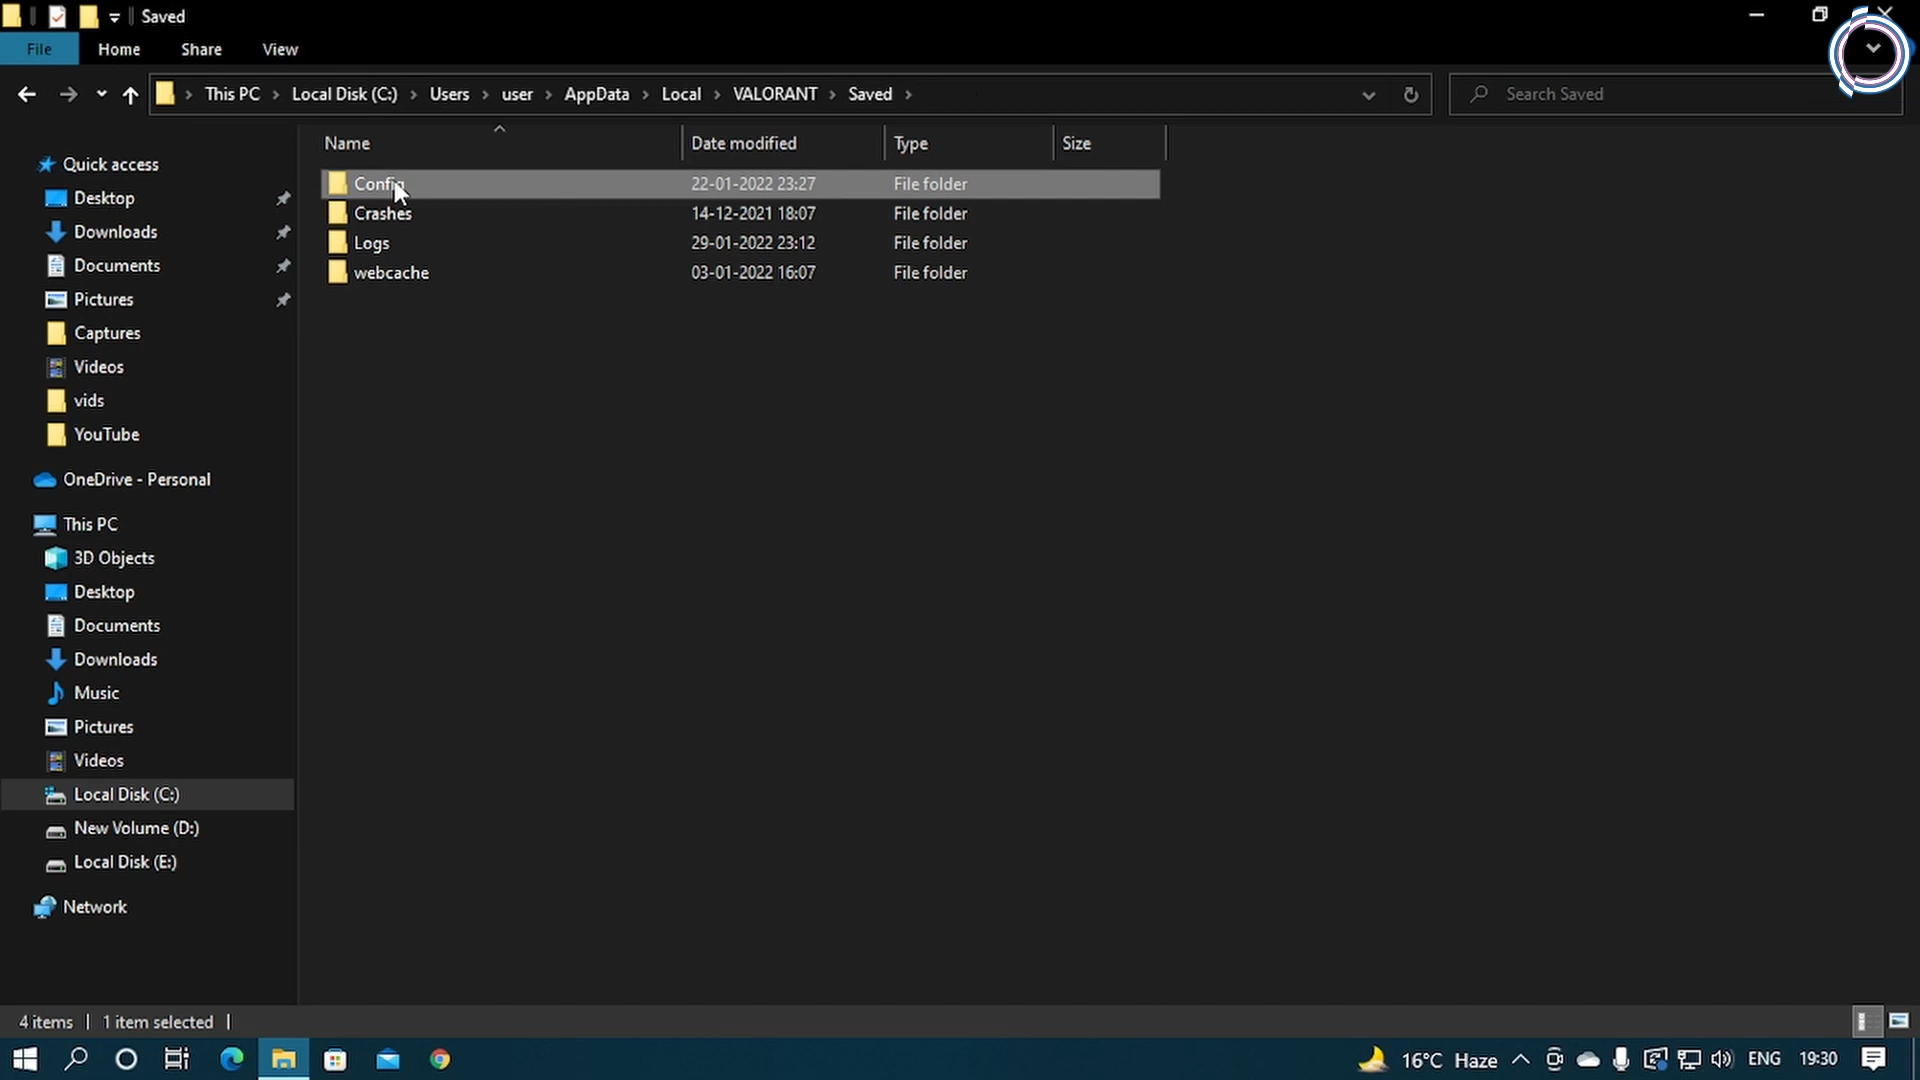 Saved
File Home Share View
This PC Local Disk (C:) Users user AppData Local VALORANT Saved
Search Saved
Name Date modified Type Size
Config 22-01-2022 23:27 File folder
Crashes 14-12-2021 18:07 File folder
Logs 29-01-2022 23:12 File folder
webcache 03-01-2022 16:07 File folder
Quick access
Desktop
Downloads
Documents
Pictures
Captures
Videos
vids
YouTube
OneDrive - Personal
This PC
3D Objects
Desktop
Documents
Downloads
Music
Pictures
Videos
Local Disk (C:)
New Volume (D:)
Local Disk (E:)
Network
4 items 1 item selected
16°C Haze ENG 19:30